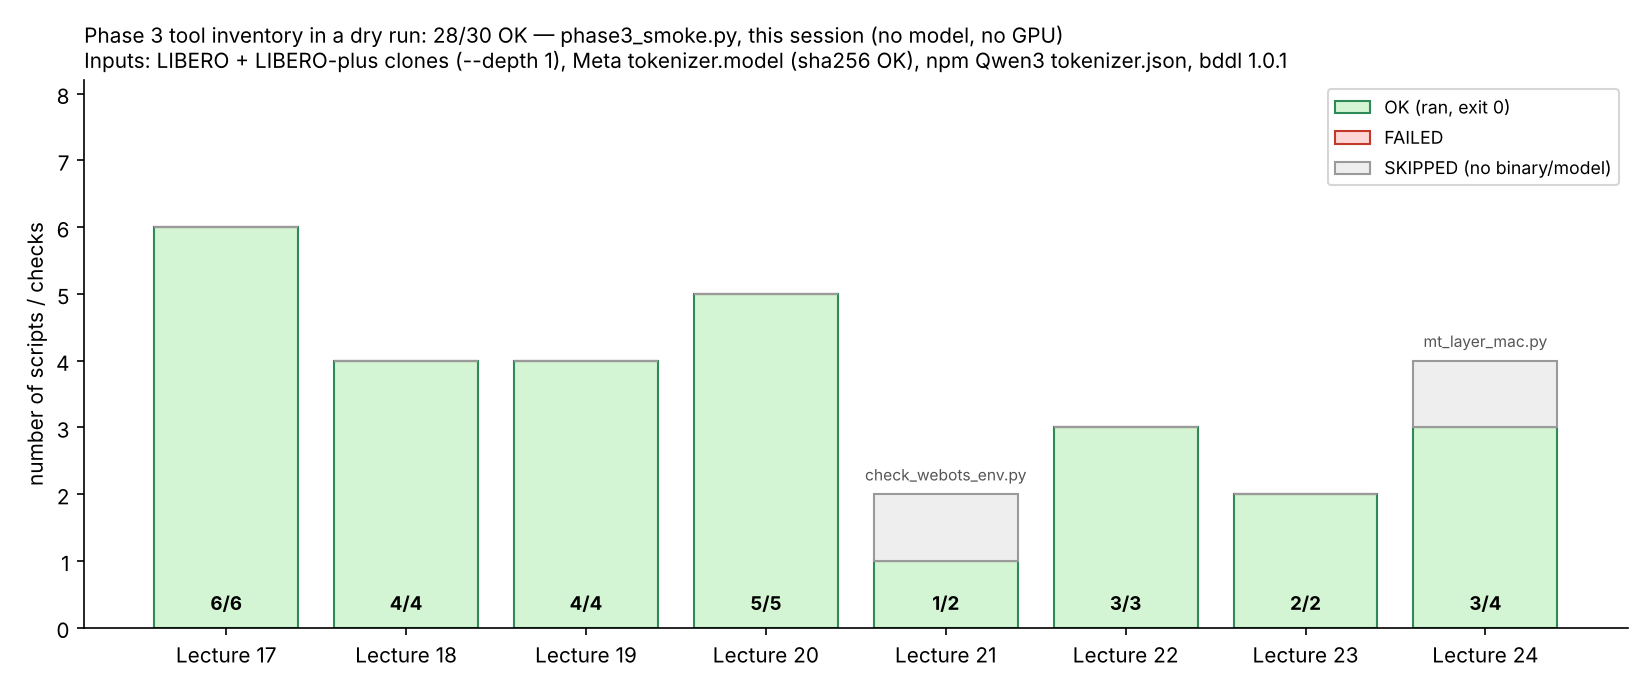 Phase 3 tool inventory in a dry run: 28/30 OK — phase3_smoke.py, this session (no model, no GPU)
Inputs: LIBERO + LIBERO-plus clones (--depth 1), Meta tokenizer.model (sha256 OK), npm Qwen3 tokenizer.json, bddl 1.0.1
OK (ran, exit 0)
FAILED
SKIPPED (no binary/model)
number of scripts / checks
8
7
6
5
4
3
2
1
0
mt_layer_mac.py
check_webots_env.py
6/6
4/4
4/4
5/5
1/2
3/3
2/2
3/4
Lecture 17
Lecture 18
Lecture 19
Lecture 20
Lecture 21
Lecture 22
Lecture 23
Lecture 24